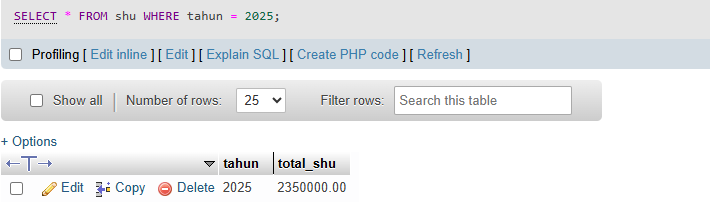 SELECT * FROM shu WHERE tahun = 2025;
Profiling [ Edit inline ] [ Edit ] [ Explain SQL ] [ Create PHP code ] [ Refresh ]
Show all | Number of rows: 25 Filter rows: Search this table
+ Options
←T→ tahun total_shu
Edit Copy Delete 2025 2350000.00